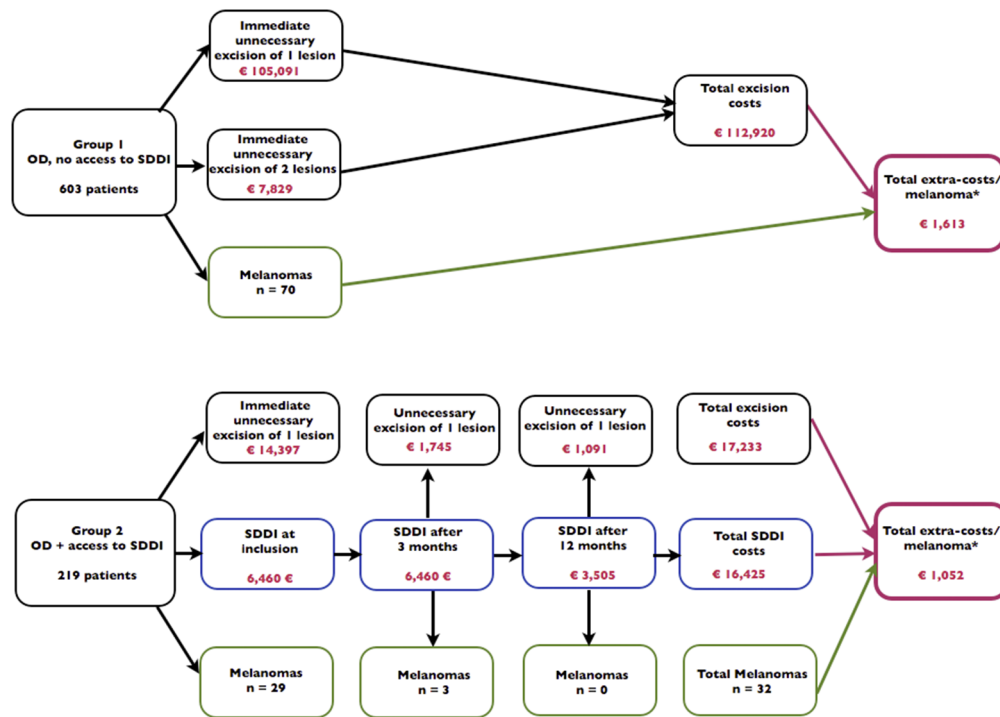 Immediate
unnecessary
excision of 1 lesion
€ 105,091
Group 1
OD, no access to SDDI
603 patients
Immediate
unnecessary
excision of 2 lesions
€ 7,829
Melanomas
n = 70
Total excision
costs
€ 112,920
Total extra-costs/
melanoma*
€ 1,613
Immediate
unnecessary
excision of 1 lesion
€ 14,397
Unnecessary
excision of 1 lesion
€ 1,745
Unnecessary
excision of 1 lesion
€ 1,091
Total excision
costs
€ 17,233
Group 2
OD + access to SDDI
219 patients
SDDI at
inclusion
6,460 €
SDDI after
3 months
6,460 €
SDDI after
12 months
€ 3,505
Total SDDI
costs
€ 16,425
Total extra-costs/
melanoma*
€ 1,052
Melanomas
n = 29
Melanomas
n = 3
Melanomas
n = 0
Total Melanomas
n = 32